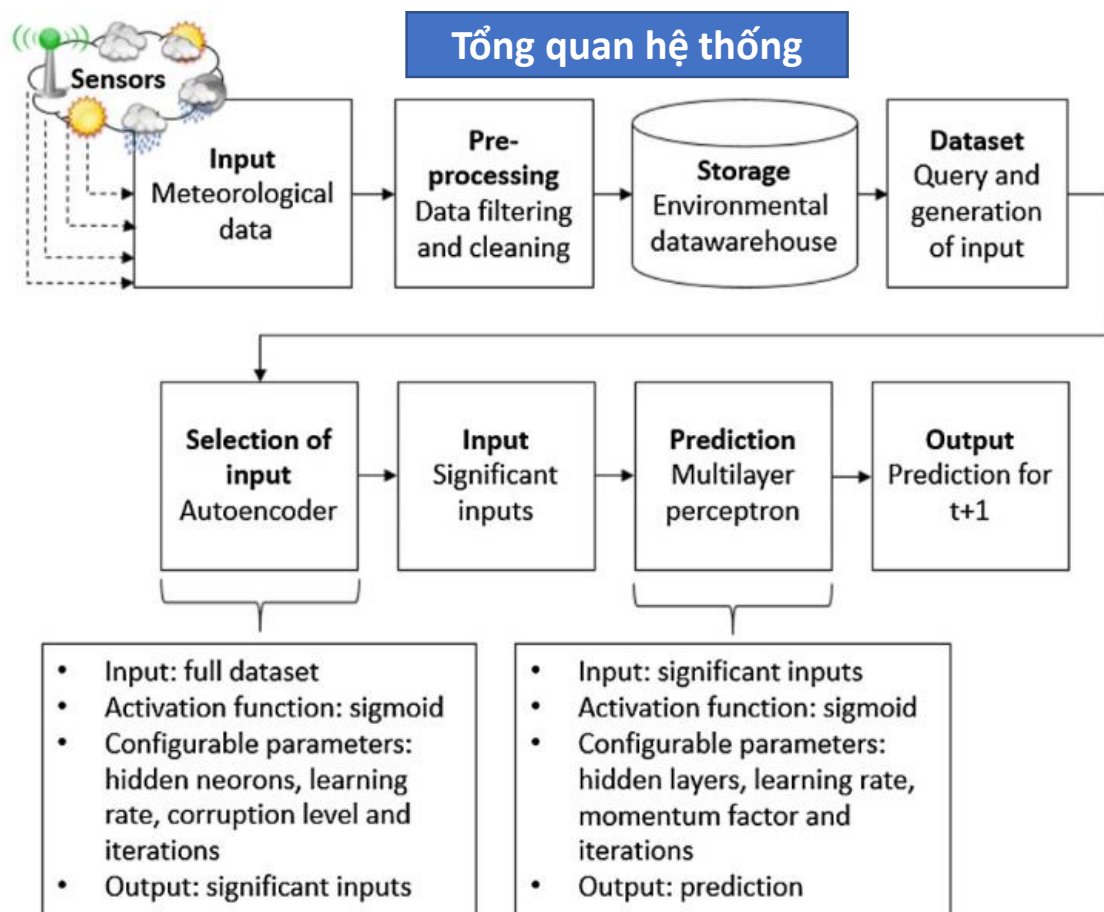 Tổng quan hệ thống
Sensors
Input
Meteorological
data
Pre-
processing
Data filtering
and cleaning
Storage
Environmental
datawarehouse
Dataset
Query and
generation
of input
Selection of
input
Autoencoder
Input
Significant
inputs
Prediction
Multilayer
perceptron
Output
Prediction for
t+1
• Input: full dataset
• Activation function: sigmoid
• Configurable parameters:
hidden neorons, learning
rate, corruption level and
iterations
• Output: significant inputs
• Input: significant inputs
• Activation function: sigmoid
• Configurable parameters:
hidden layers, learning rate,
momentum factor and
iterations
• Output: prediction